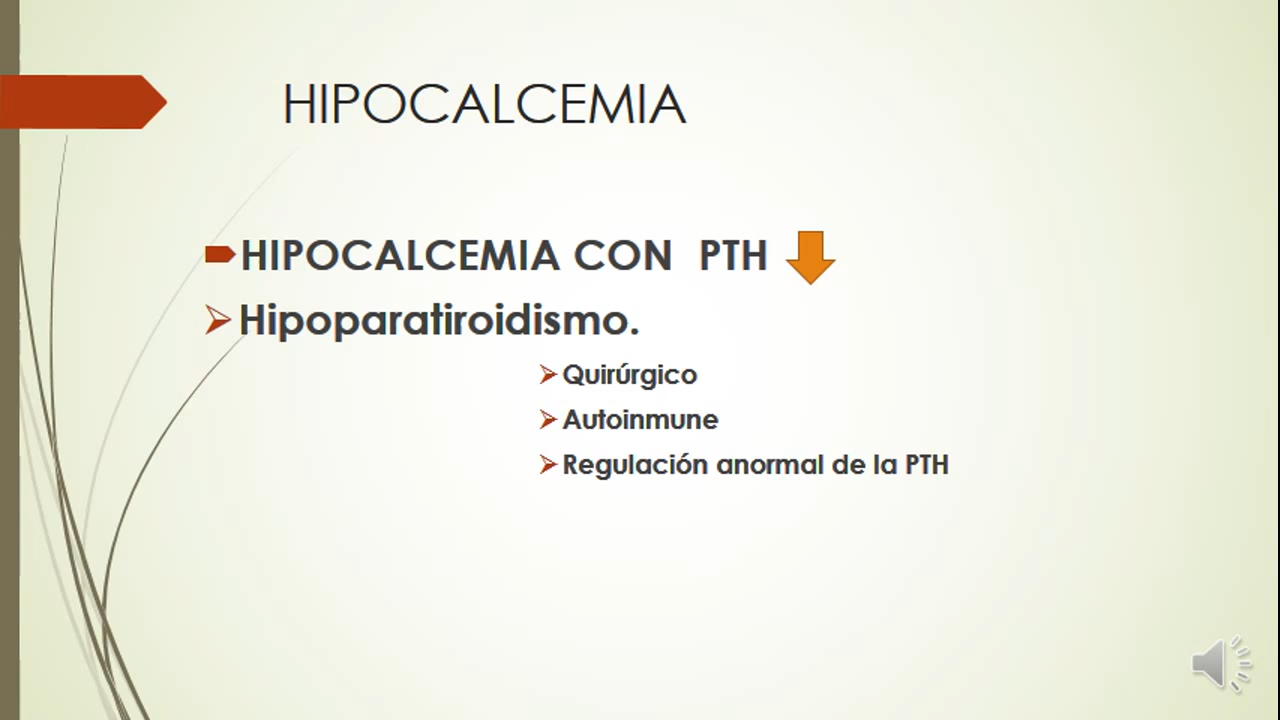 HIPOCALCEMIA
HIPOCALCEMIA CON PTH
Hipoparatiroidismo.
Quirúrgico
Autoinmune
Regulación anormal de la PTH